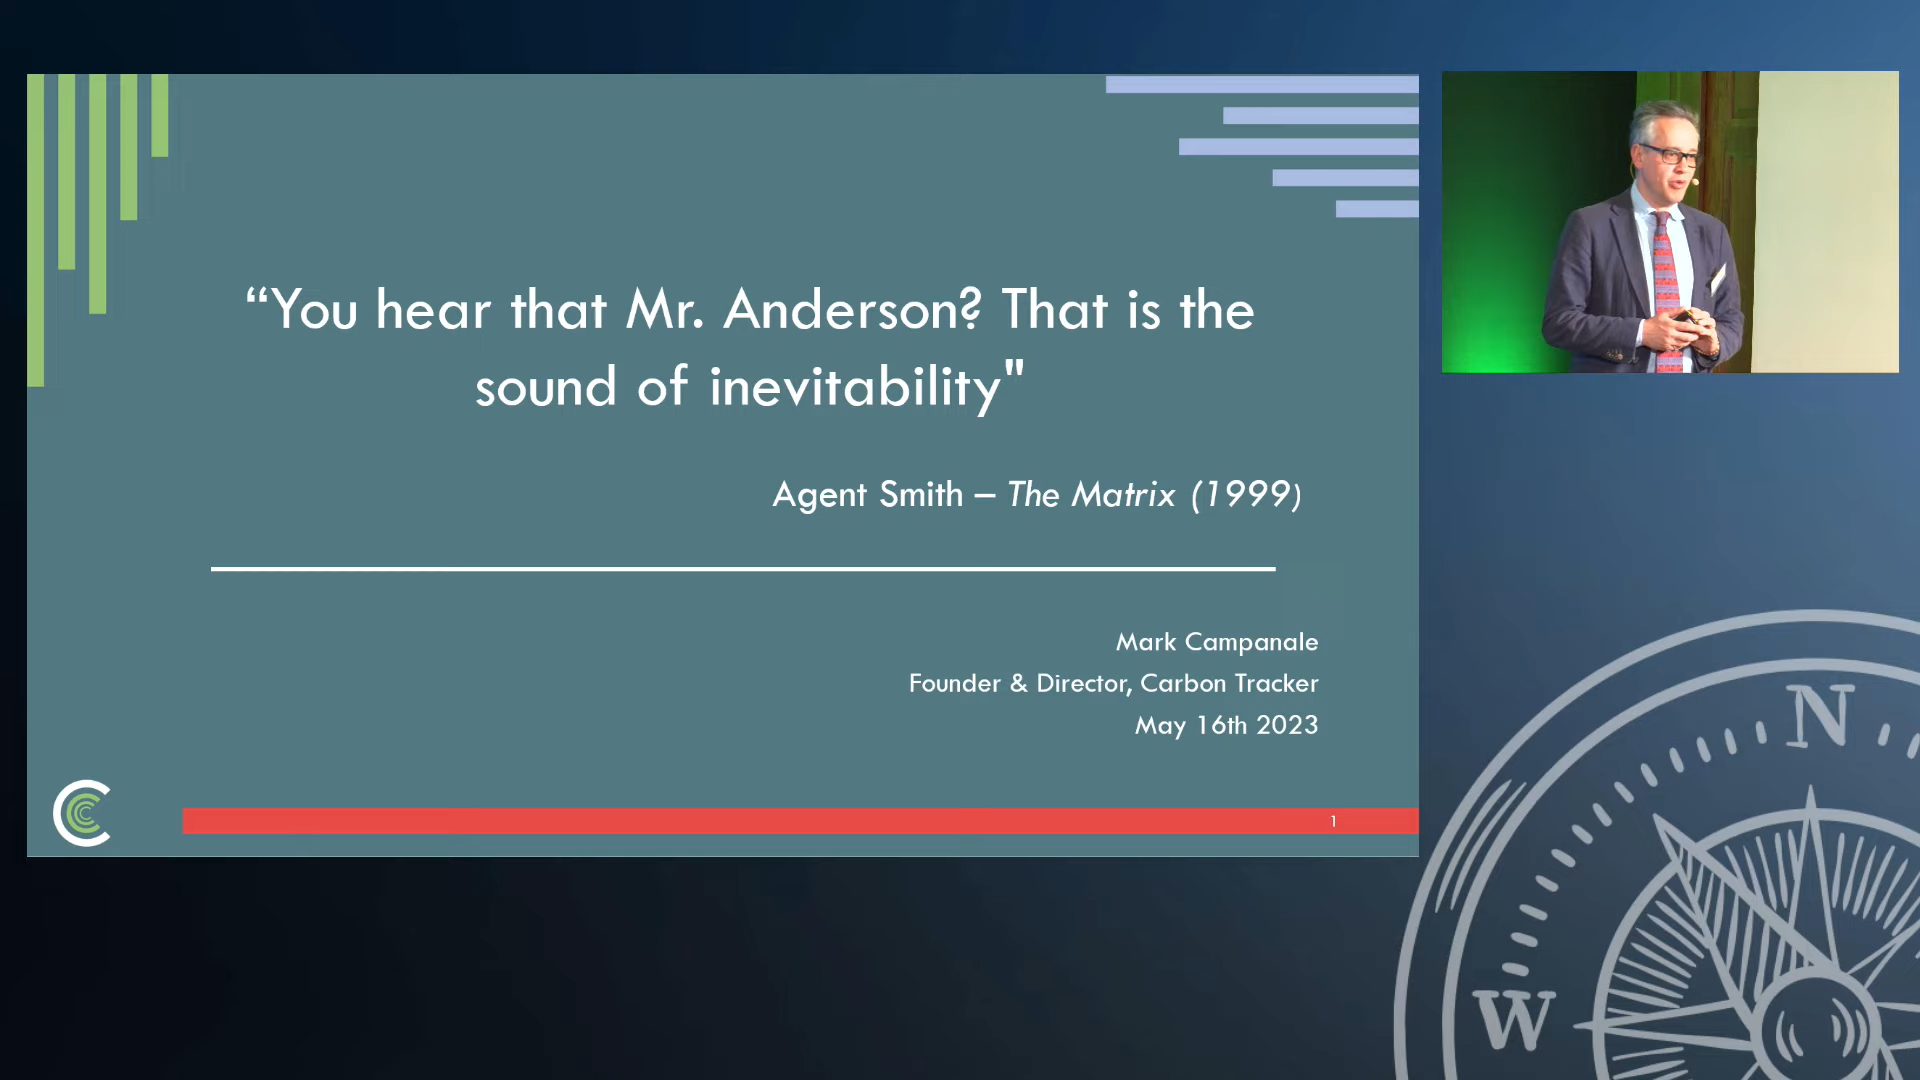 “You hear that Mr. Anderson? That is the
sound of inevitability"
Agent Smith – The Matrix (1999)
Mark Campanale
Founder & Director, Carbon Tracker
May 16th 2023
1
N
W